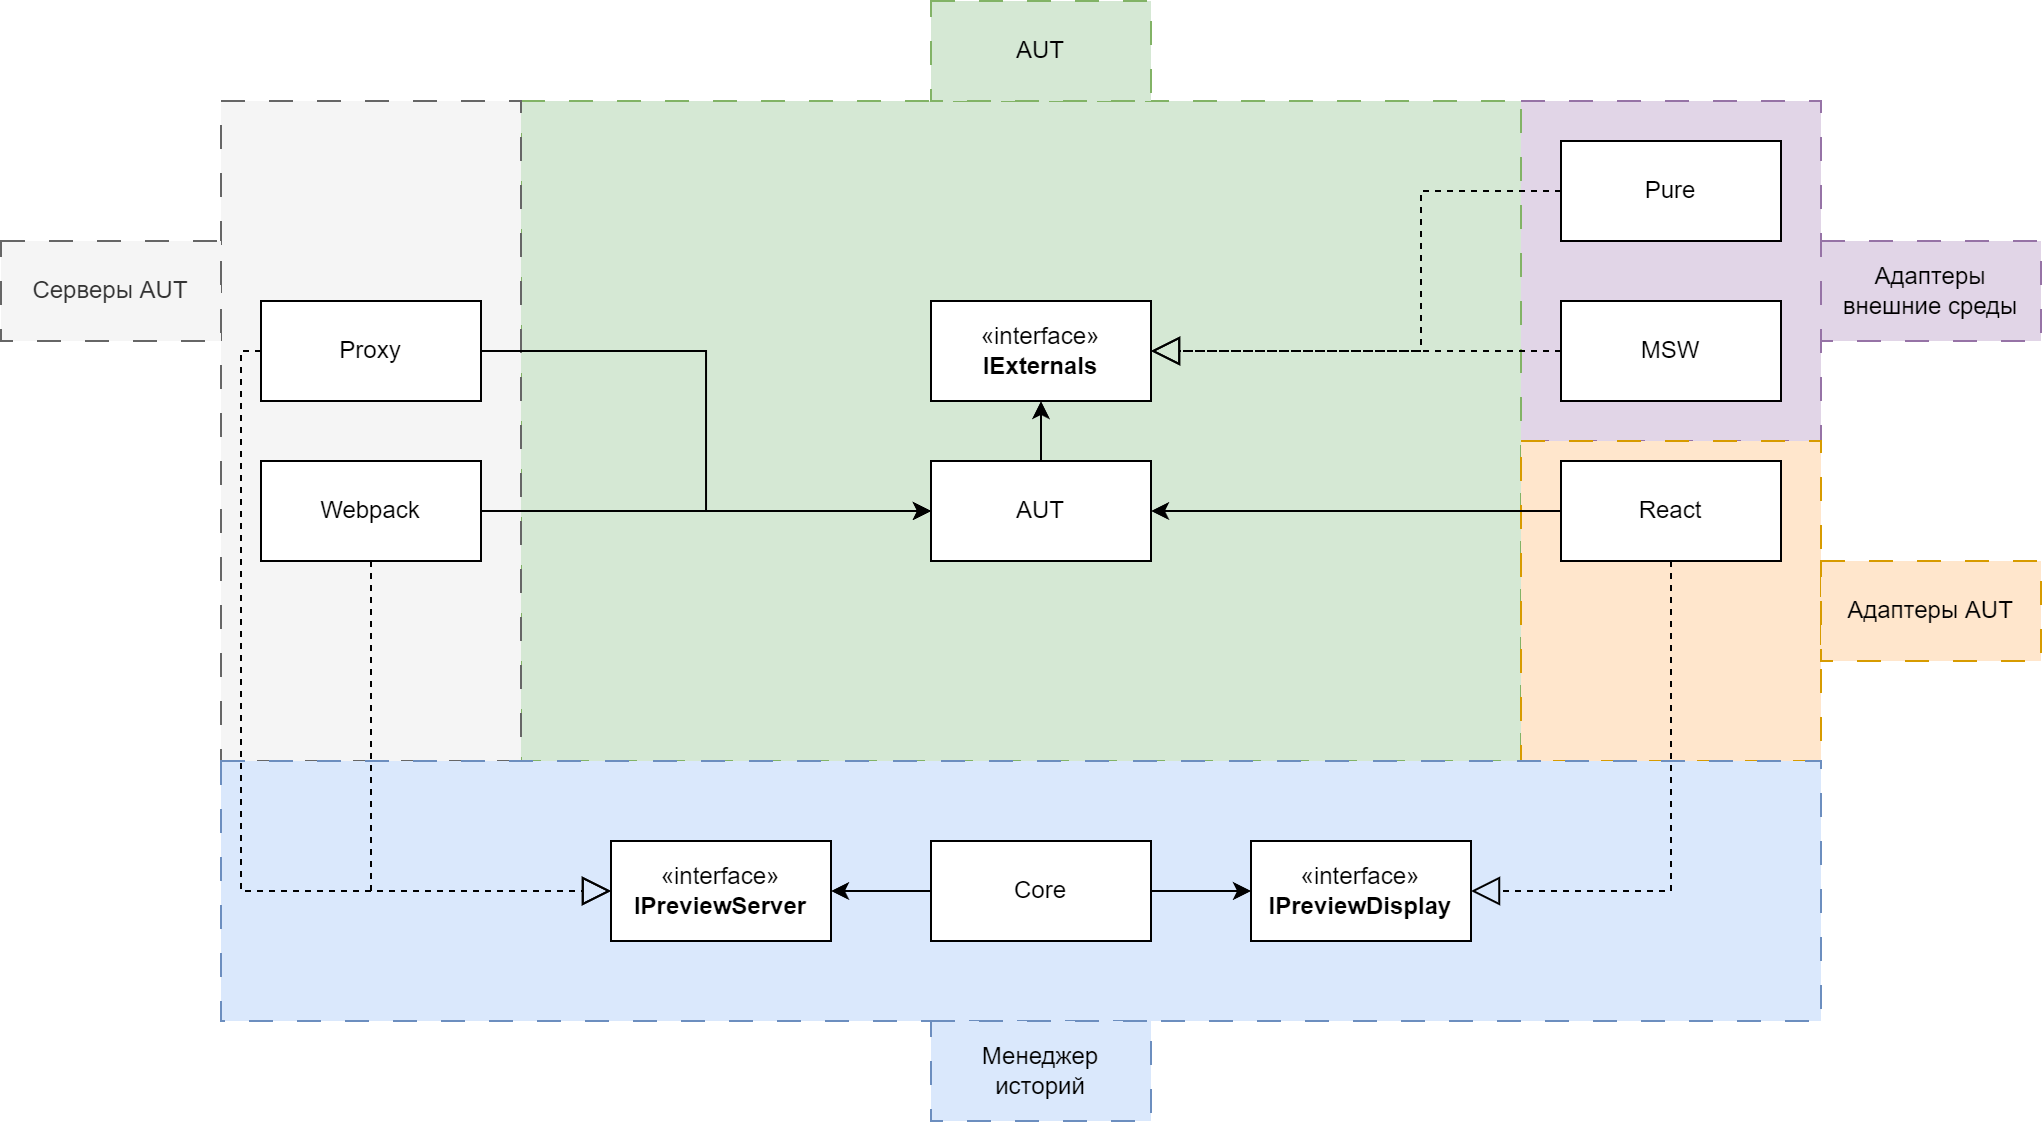 AUT
Pure
Серверы AUT
Адаптеры
внешние среды
Proxy
«interface»
IExternals
MSW
Webpack
AUT
React
Адаптеры AUT
«interface»
IPreviewServer
Core
«interface»
IPreviewDisplay
Менеджер
историй